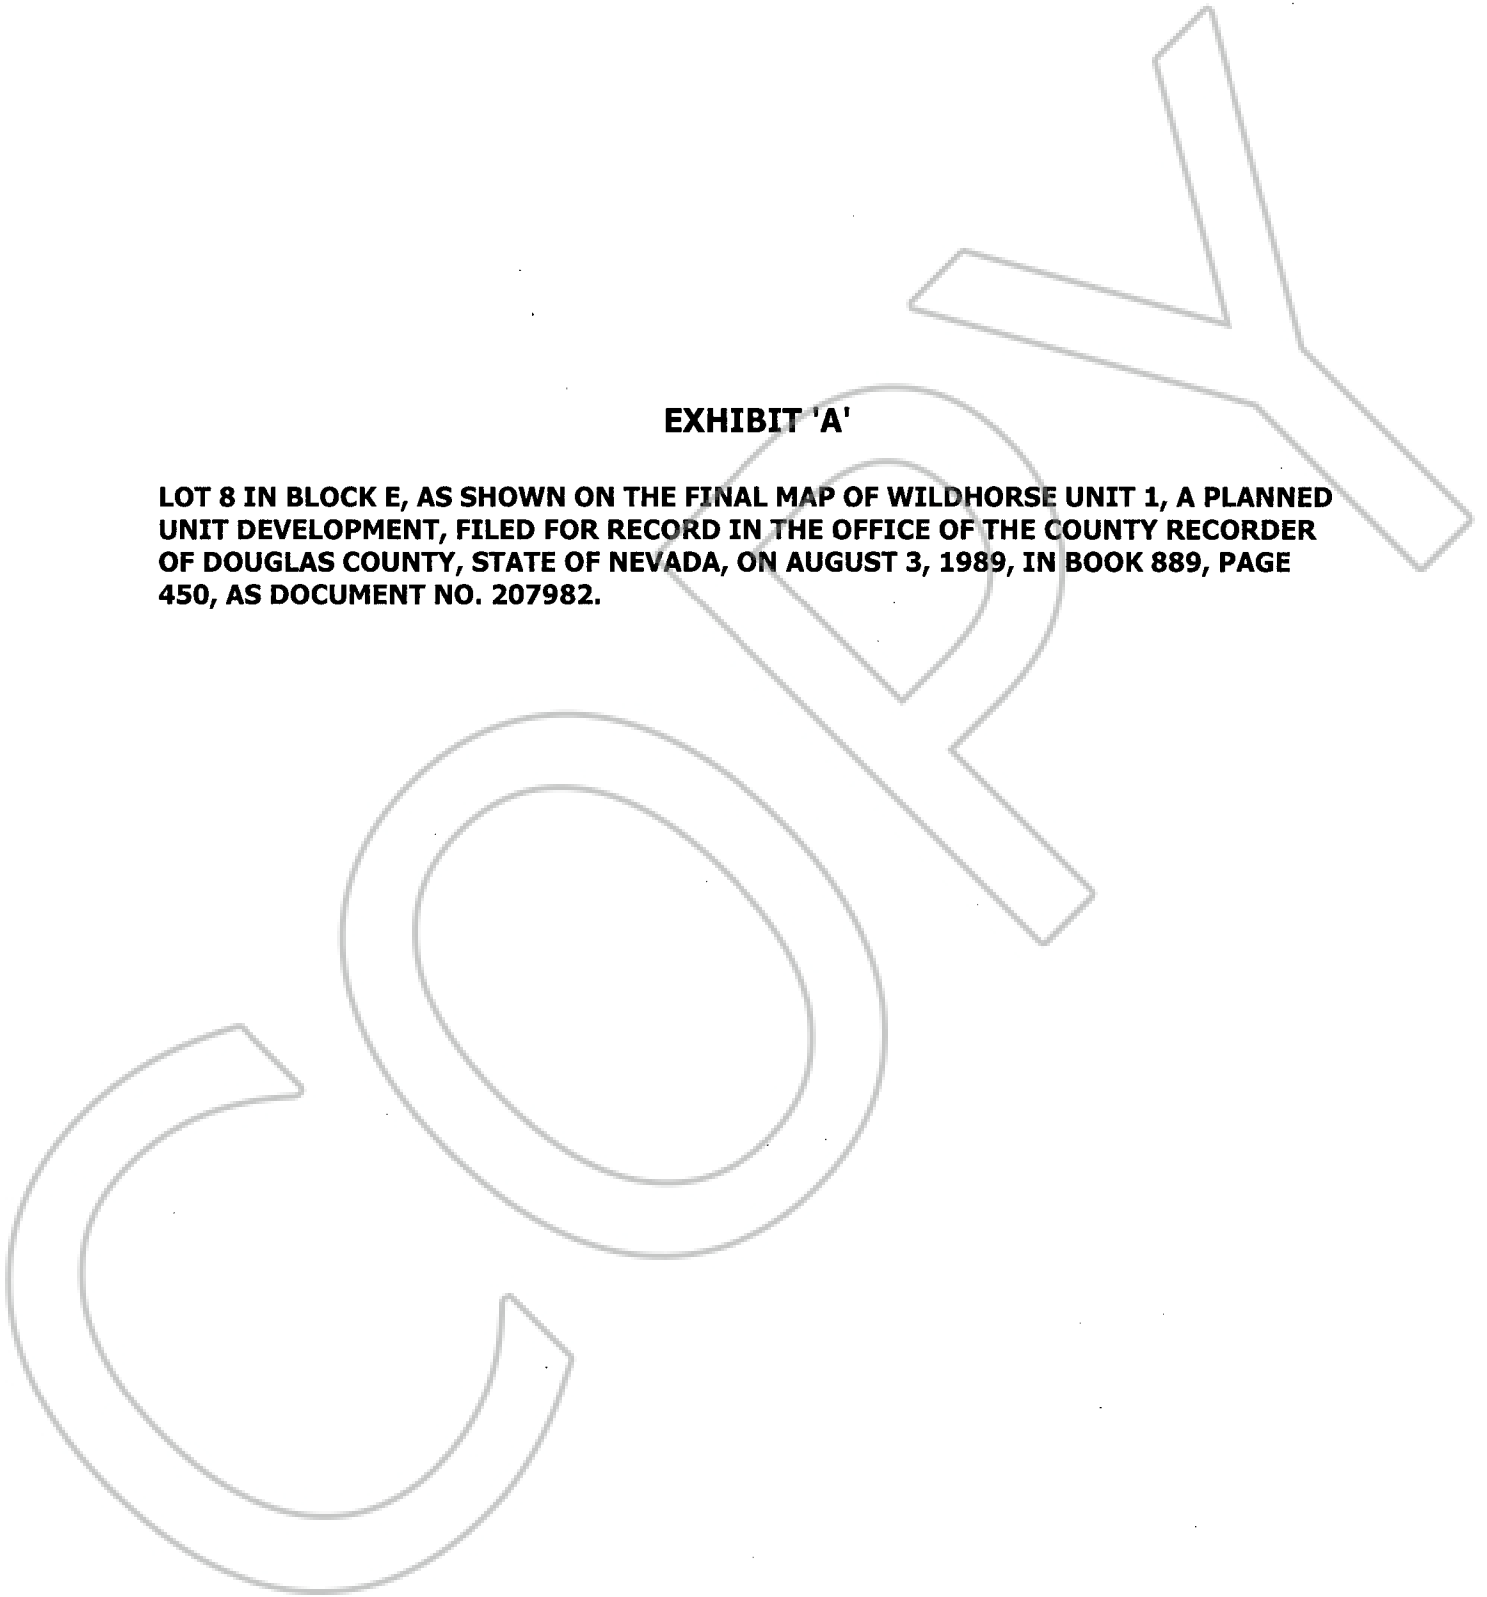 EXHIBIT 'A'
LOT 8 IN BLOCK E, AS SHOWN ON THE FINAL MAP OF WILDHORSE UNIT 1, A PLANNED
UNIT DEVELOPMENT, FILED FOR RECORD IN THE OFFICE OF THE COUNTY RECORDER
OF DOUGLAS COUNTY, STATE OF NEVADA, ON AUGUST 3, 1989, IN BOOK 889, PAGE
450, AS DOCUMENT NO. 207982.
COPY